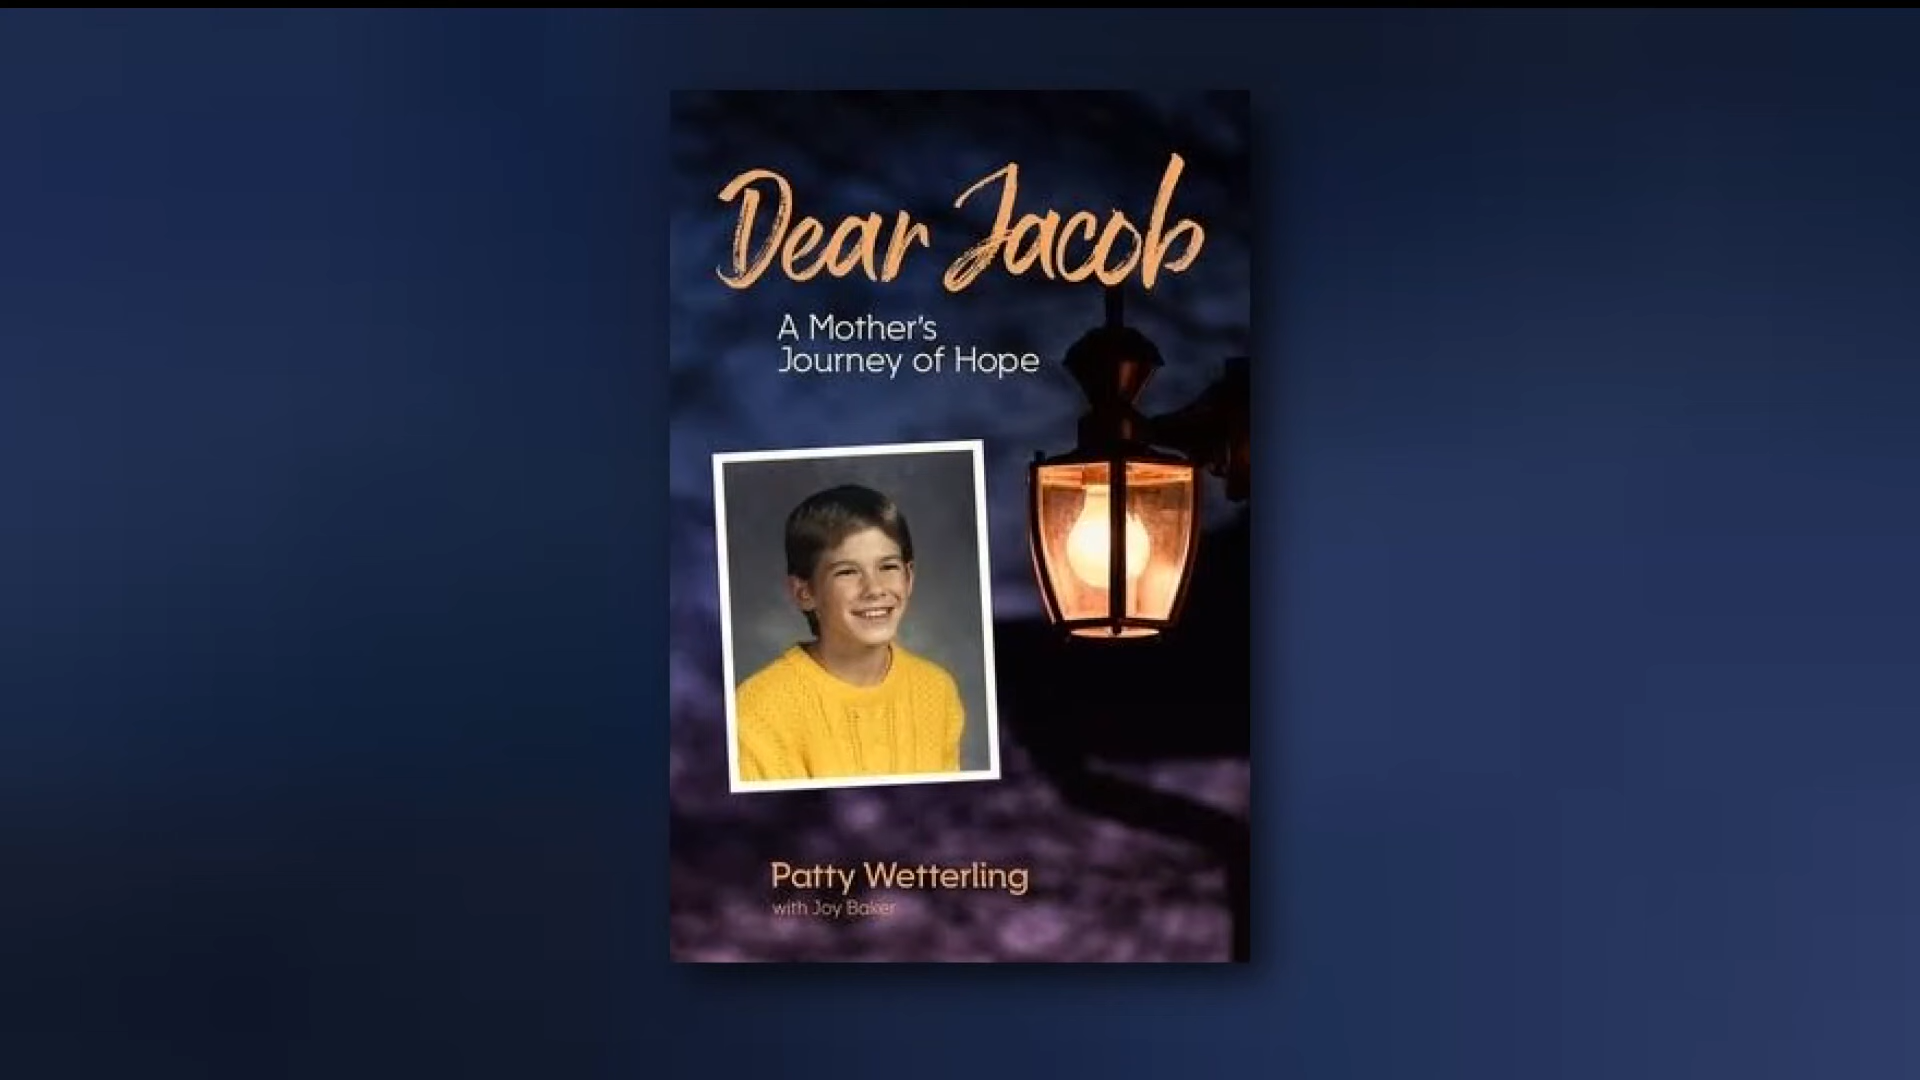 Dear Jacob
A Mother's
Journey of Hope
Patty Wetterling
with Joy Baker